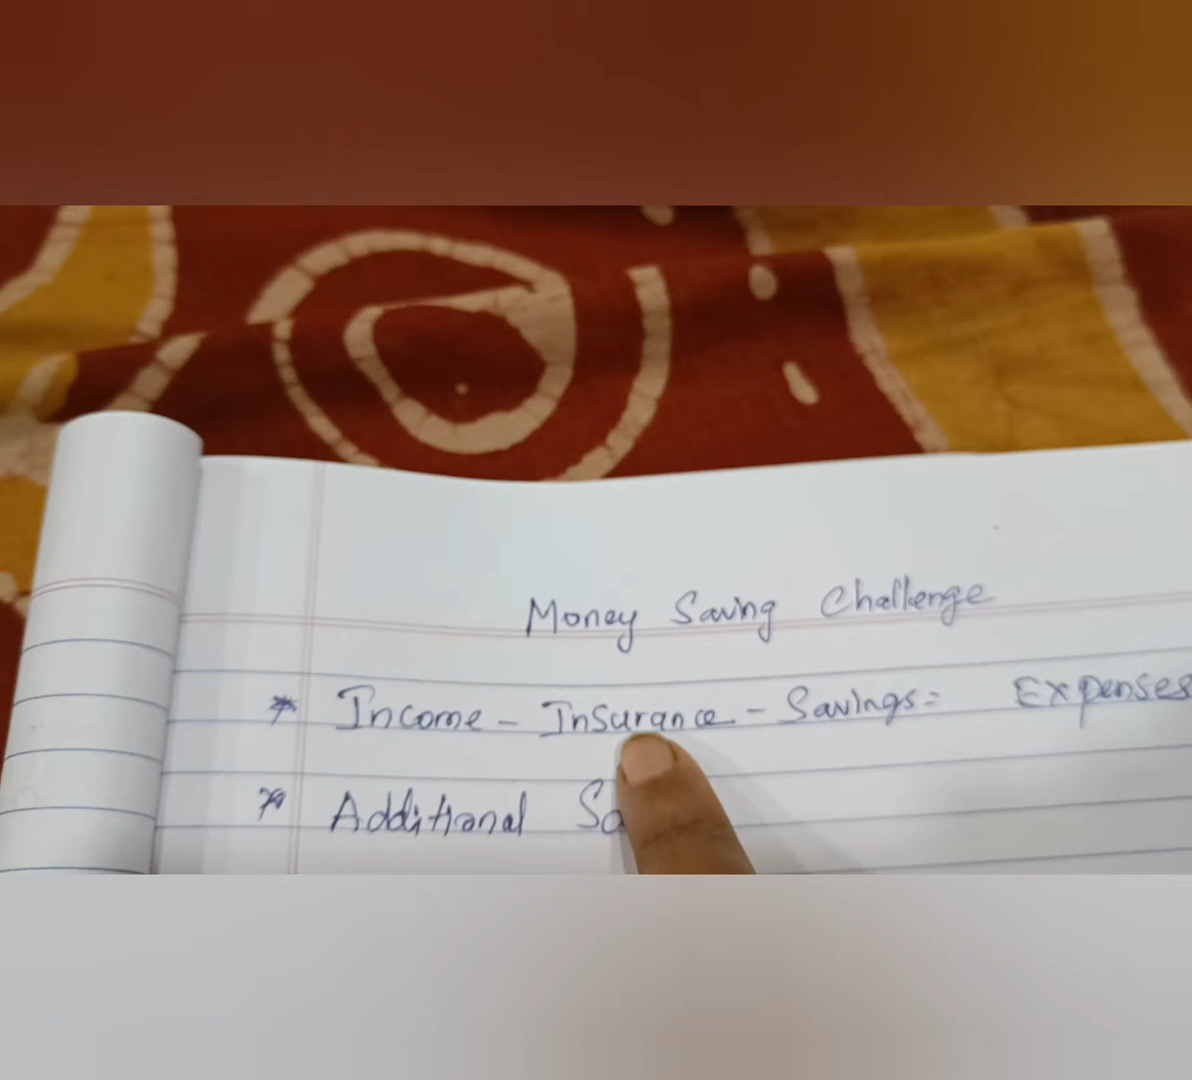 Money Saving Challenge
* Income - Insurance - Savings = Expenses
* Additional